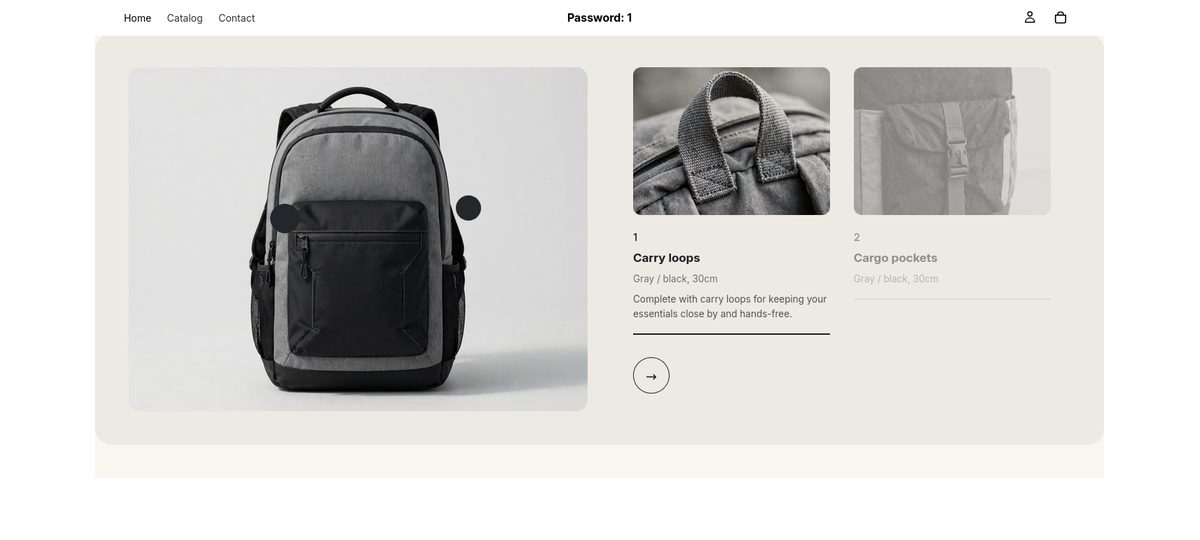 Home
Catalog
Contact
Password: 1
1
Carry loops
Gray / black, 30cm
Complete with carry loops for keeping your
essentials close by and hands-free.
→
2
Cargo pockets
Gray / black, 30cm